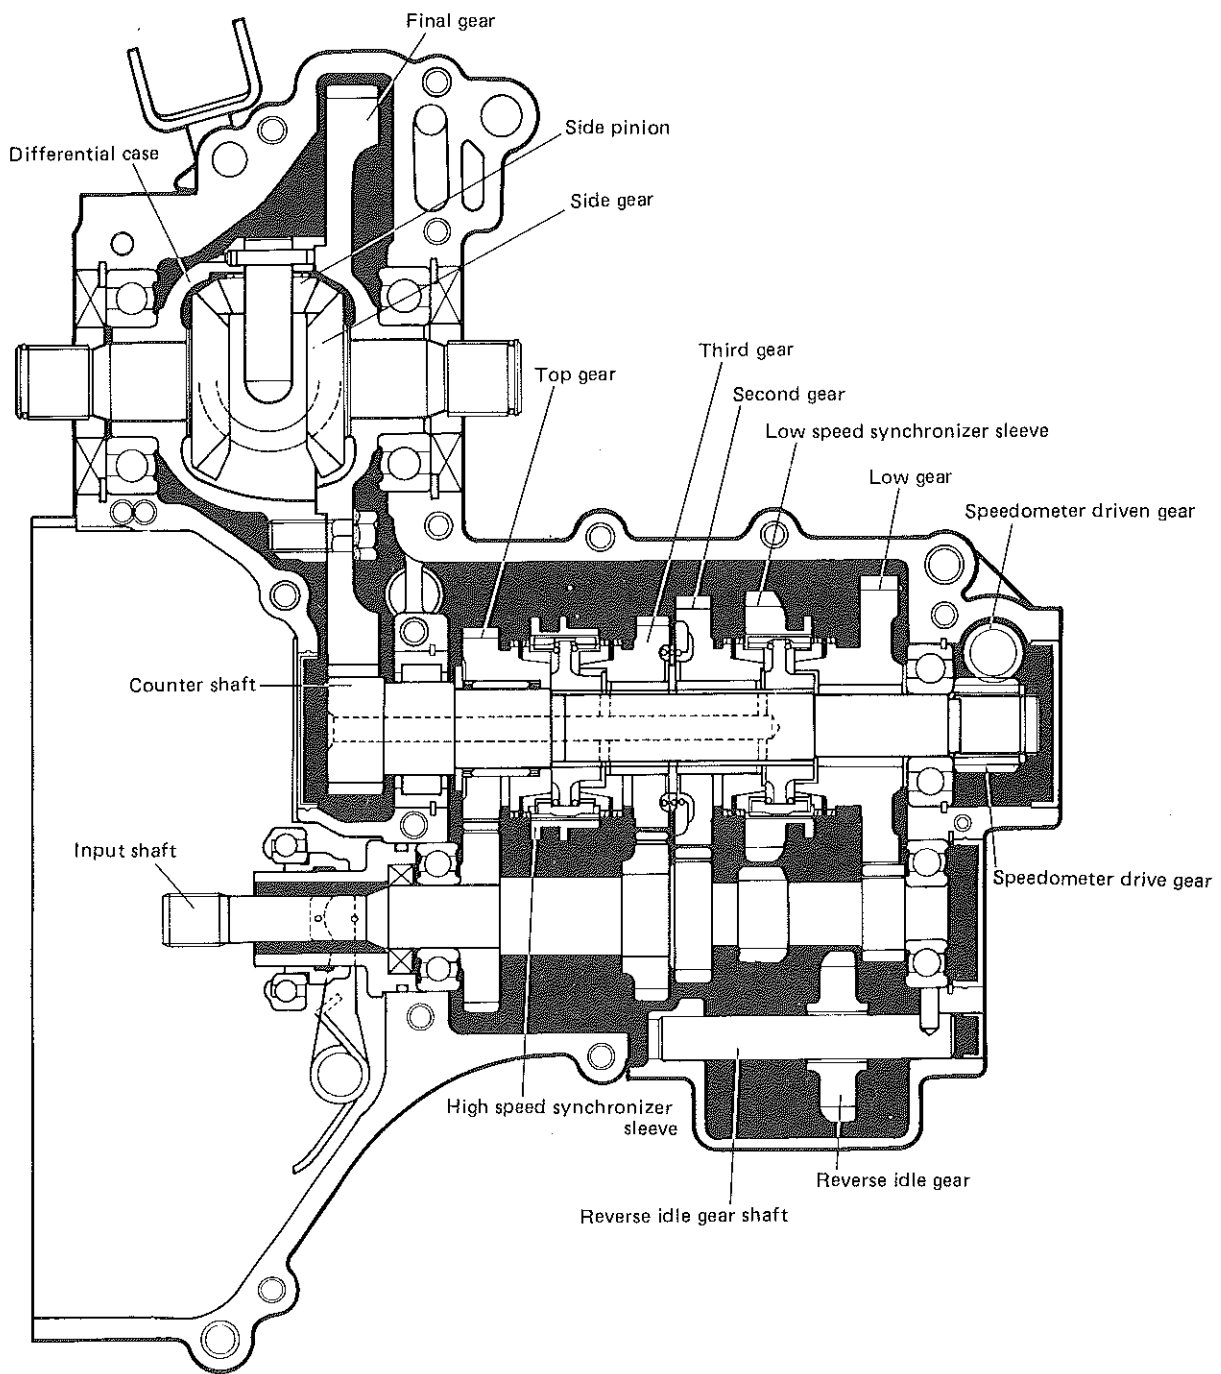 Final gear
Side pinion
Differential case
Side gear
Third gear
Top gear
Second gear
Low speed synchronizer sleeve
Low gear
Speedometer driven gear
Counter shaft
Input shaft
Speedometer drive gear
High speed synchronizer
sleeve
Reverse idle gear
Reverse idle gear shaft